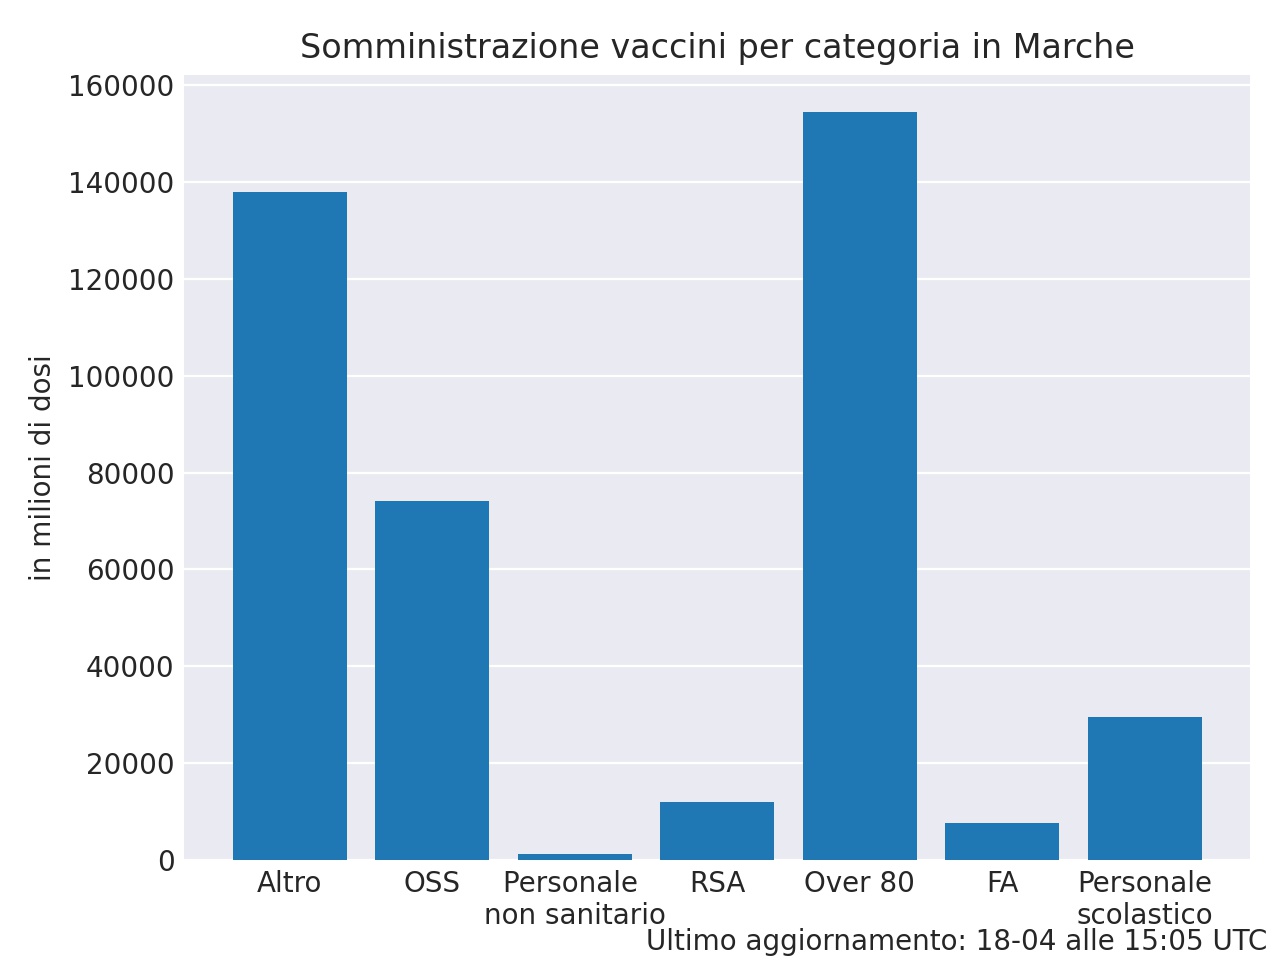 Somministrazione vaccini per categoria in Marche
160000
140000
120000
100000
80000
60000
40000
20000
0
in milioni di dosi
Altro
OSS
Personale
non sanitario
RSA
Over 80
FA
Personale
scolastico
Ultimo aggiornamento: 18-04 alle 15:05 UTC